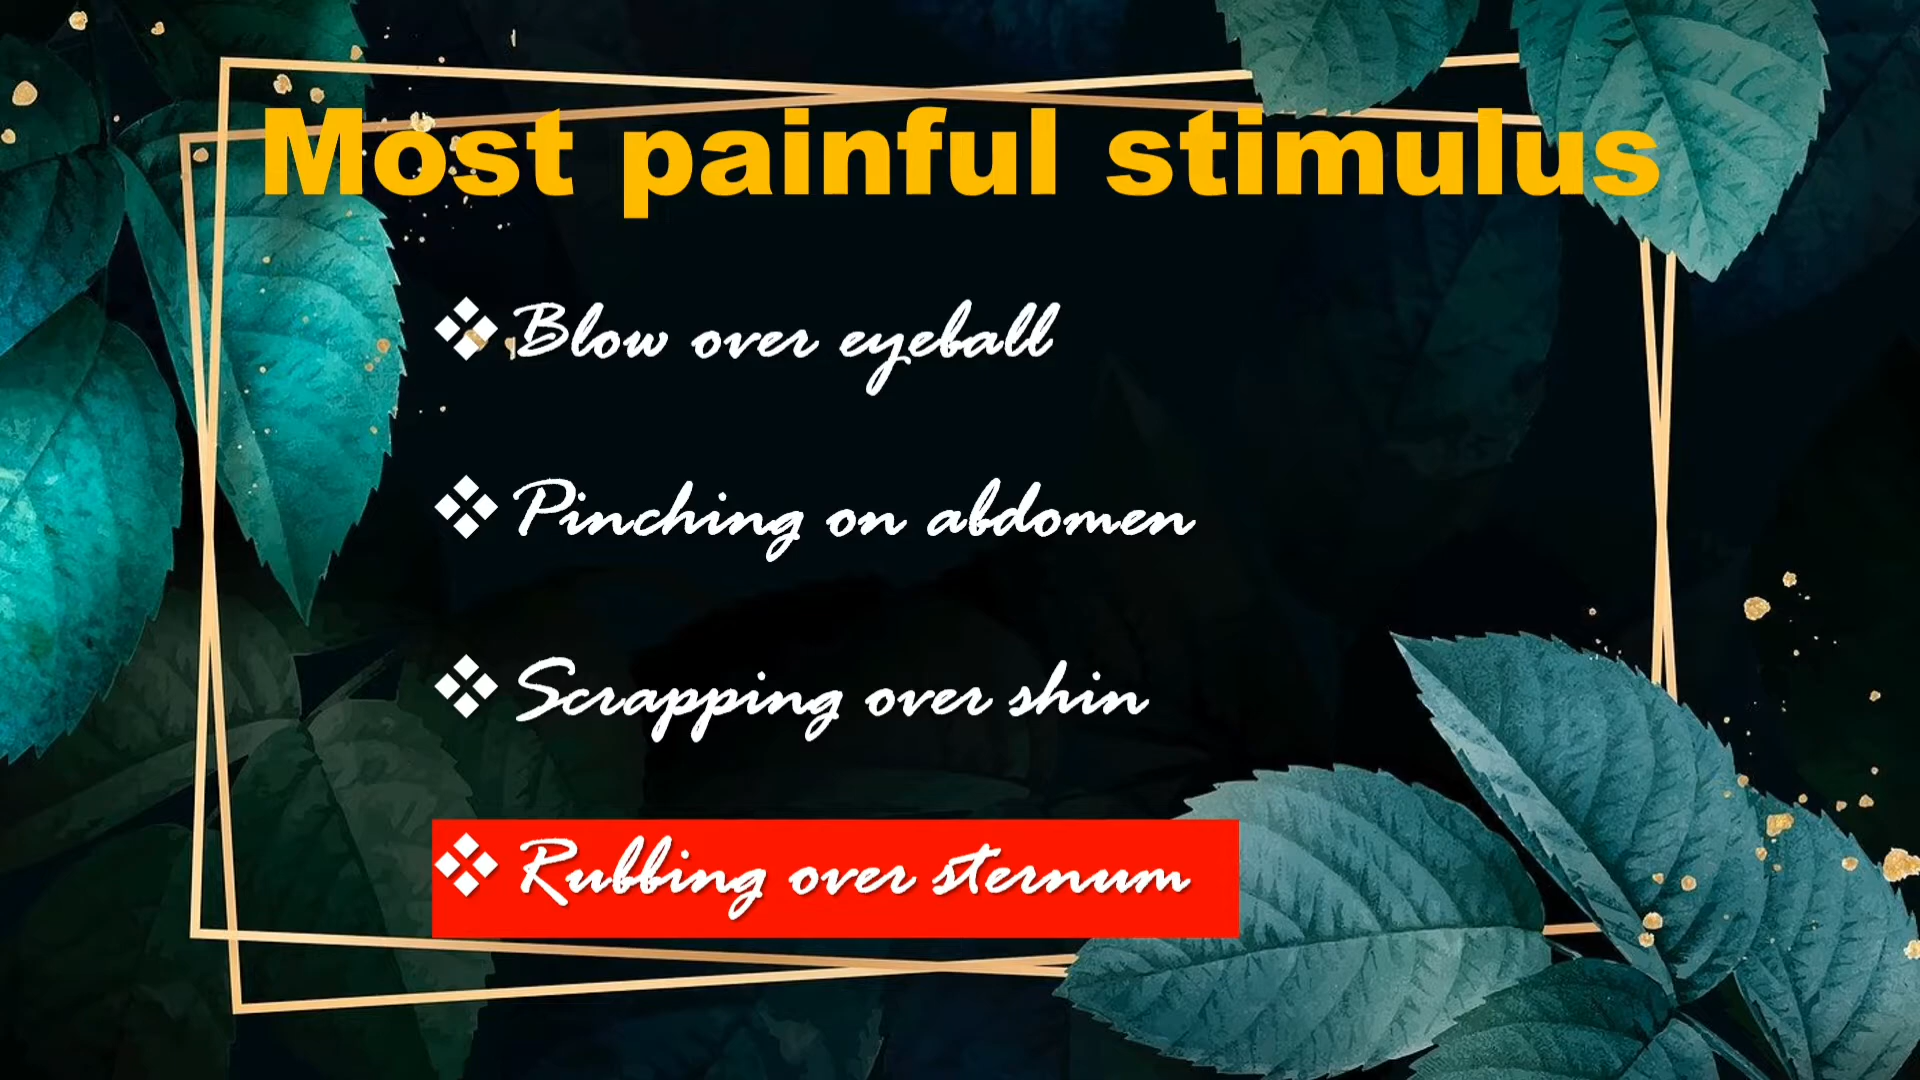 Most painful stimulus
Blow over eyeball
Pinching on abdomen
Scrapping over shin
Rubbing over sternum